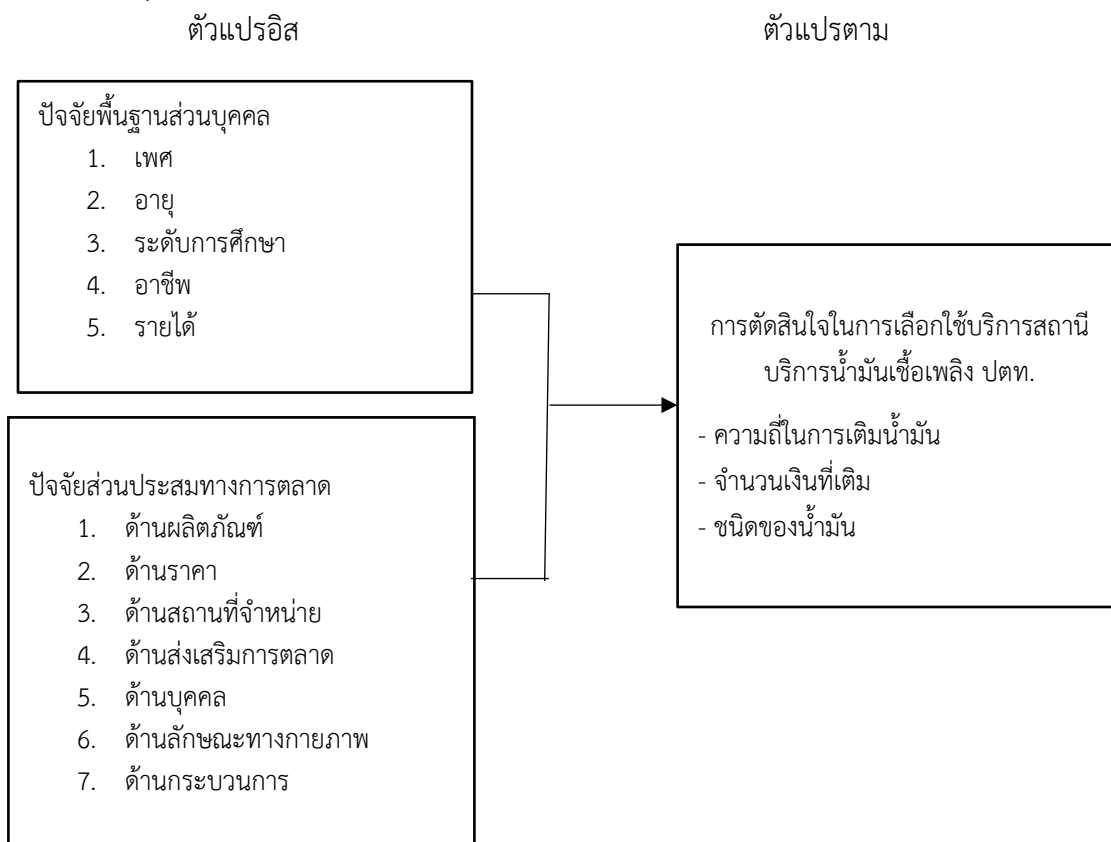 ตัวแปรอิส
ตัวแปรตาม
ปัจจัยพื้นฐานส่วนบุคคล
1. เพศ
2. อายุ
3. ระดับการศึกษา
4. อาชีพ
5. รายได้
ปัจจัยส่วนประสมทางการตลาด
1. ด้านผลิตภัณฑ์
2. ด้านราคา
3. ด้านสถานที่จำหน่าย
4. ด้านส่งเสริมการตลาด
5. ด้านบุคคล
6. ด้านลักษณะทางกายภาพ
7. ด้านกระบวนการ
การตัดสินใจในการเลือกใช้บริการสถานี
บริการน้ำมันเชื้อเพลิง ปตท.
- ความถี่ในการเติมน้ำมัน
- จำนวนเงินที่เติม
- ชนิดของน้ำมัน